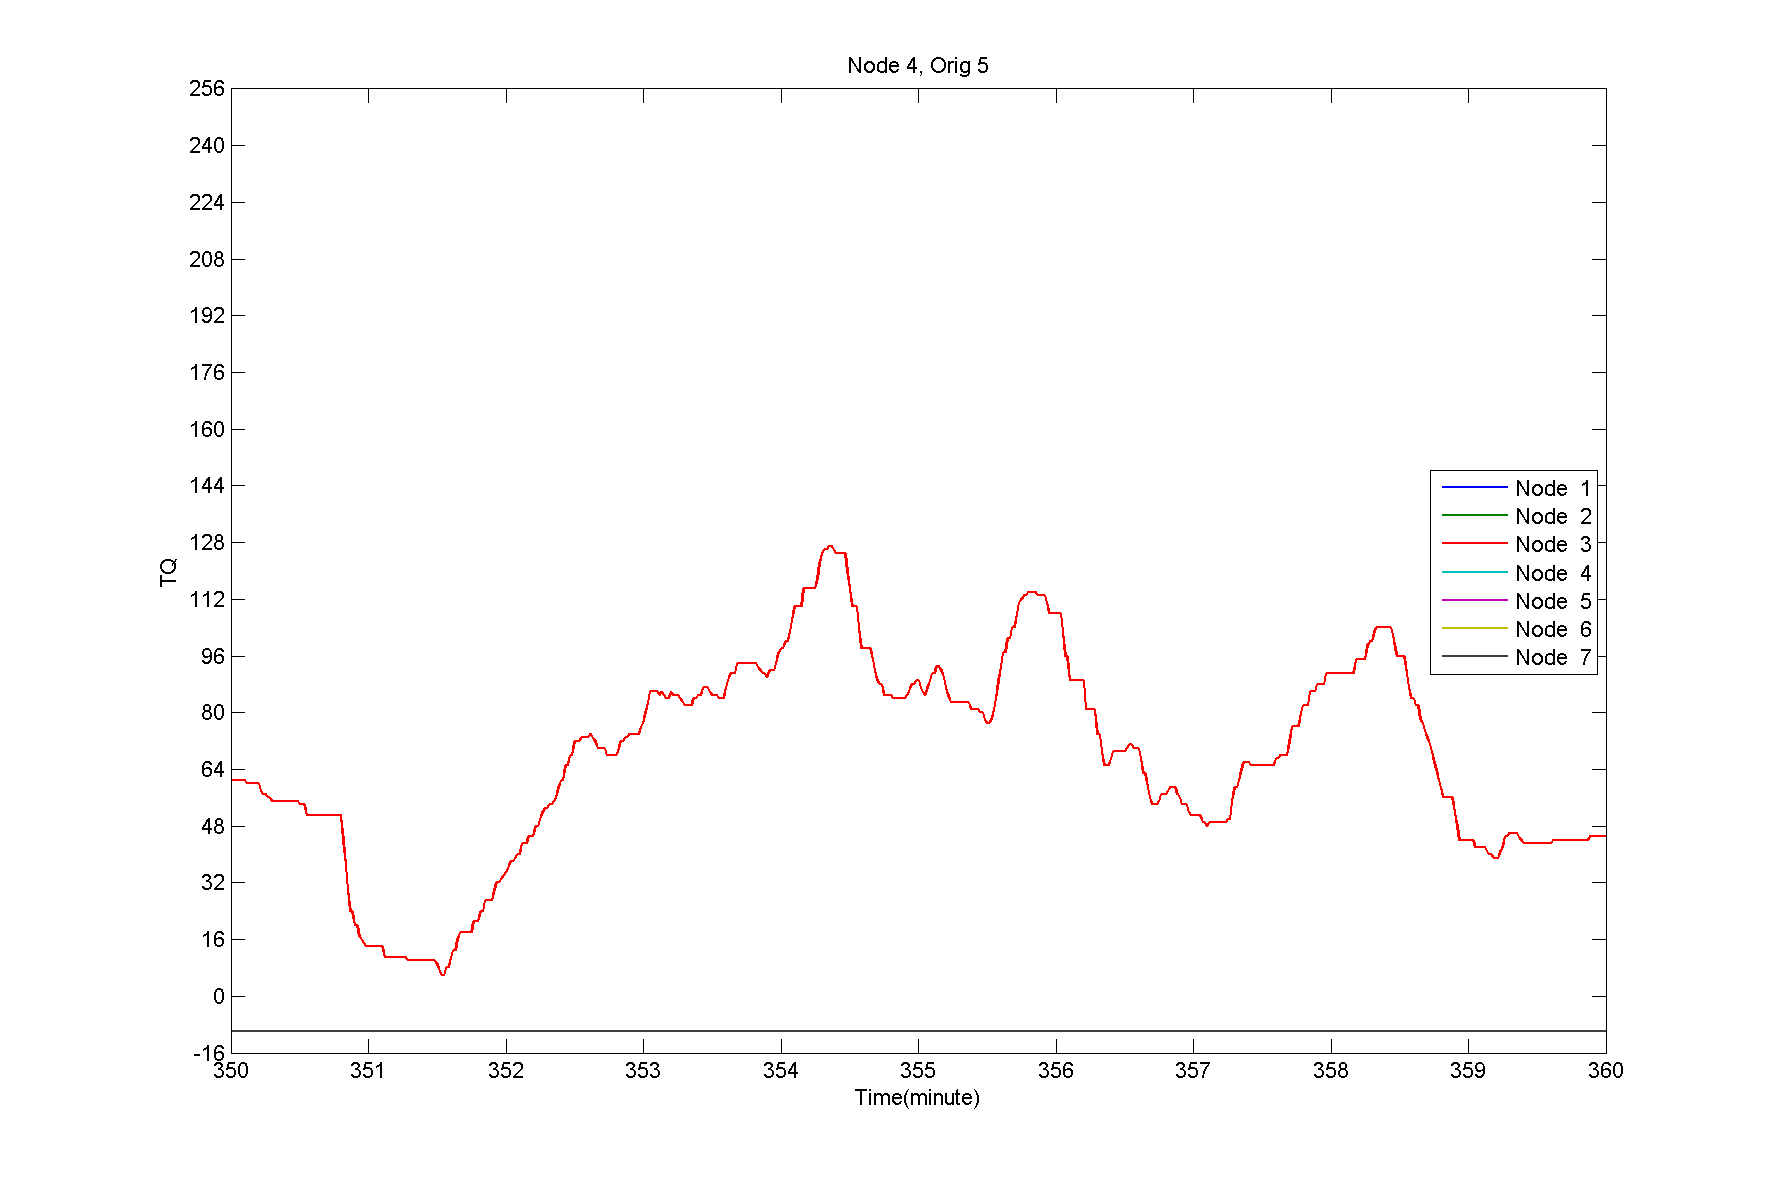 Node 4, Orig 5
256
240
224
208
192
176
160
144
128
112
96
80
64
48
32
16
0
-16
TQ
Node 1
Node 2
Node 3
Node 4
Node 5
Node 6
Node 7
350 351 352 353 354 355 356 357 358 359 360
Time(minute)